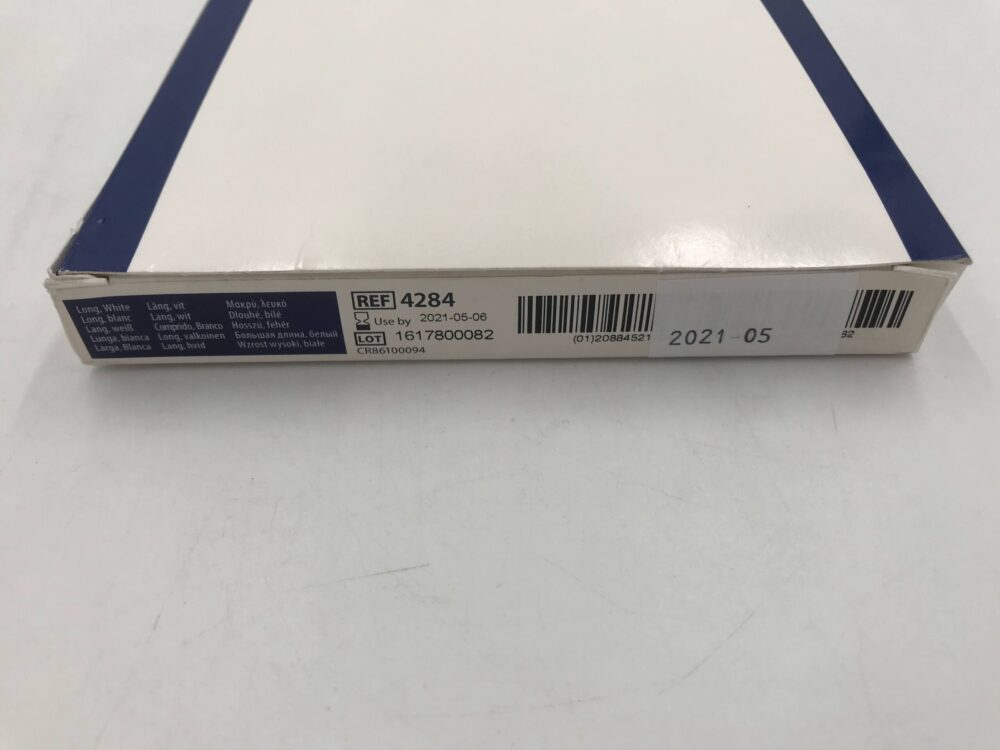 Long, White
Long, blanc
Lang, weiß
Lunga, bianca
Larga, Blanca
Lång, vit
Lang, wit
Comprido, Branco
Long, valkoinen
Lang, hvid
Μακρύ, λευκό
Dlouhé, bílé
Hosszú, fehér
Большая длина, белый
Wzrost wysoki, białe
REF 4284
Use by 2021-05-06
LOT 1617800082
CR86100094
(01)20884521
82
2021-05